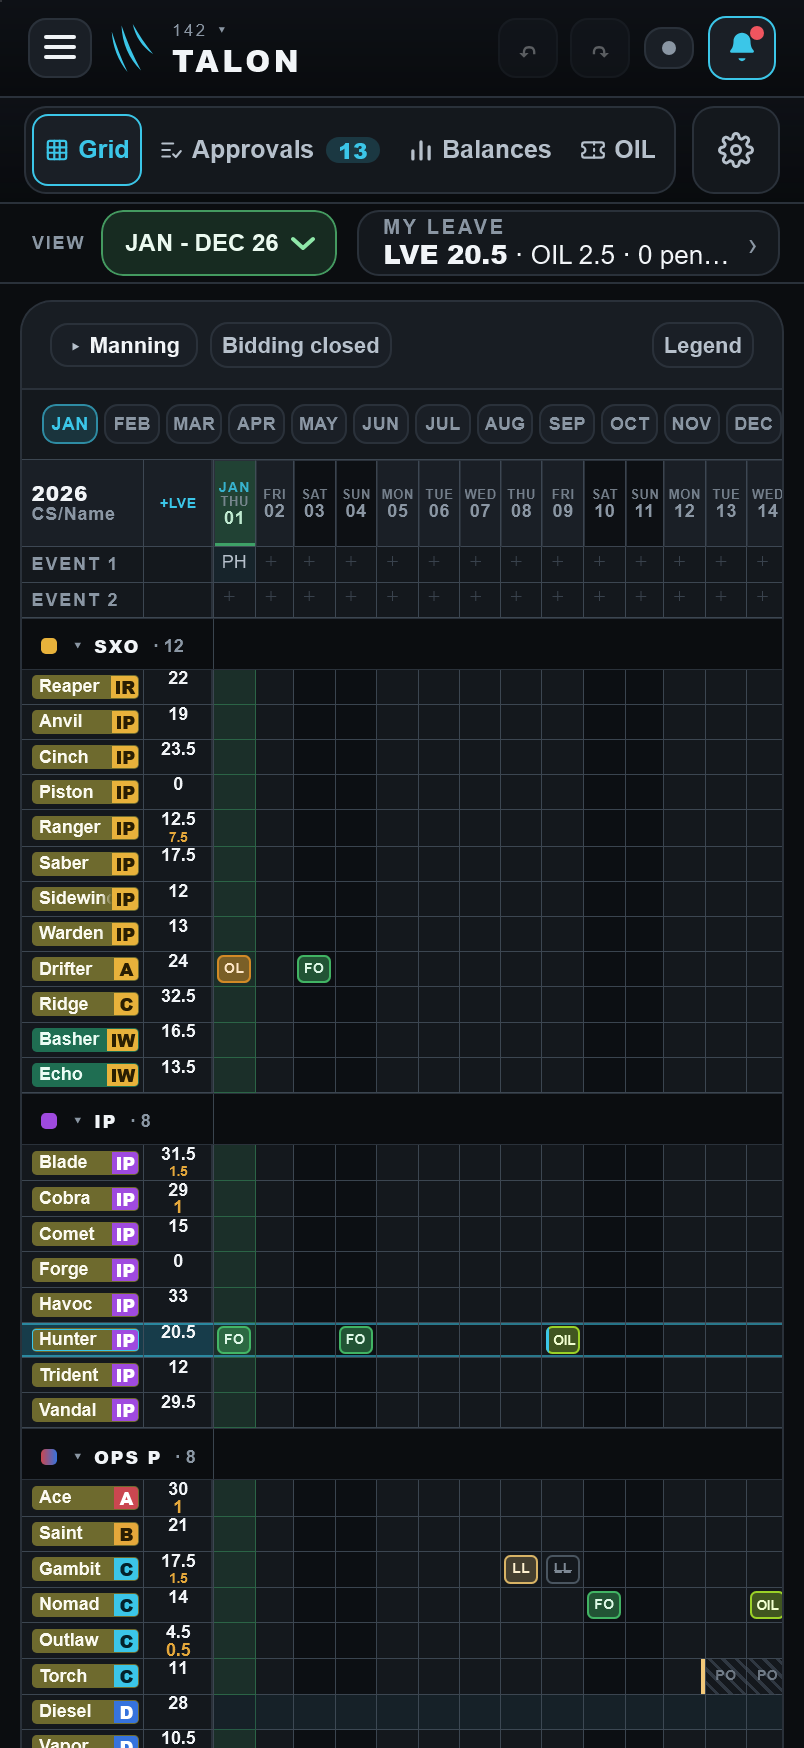 142 ▾
TALON
Grid
Approvals 13
Balances
OIL
VIEW
JAN - DEC 26
MY LEAVE
LVE 20.5 · OIL 2.5 · 0 pen…
▸ Manning
Bidding closed
Legend
JAN FEB MAR APR MAY JUN JUL AUG SEP OCT NOV DEC
2026
CS/Name
+LVE
JAN
THU FRI SAT SUN MON TUE WED THU FRI SAT SUN MON TUE WED
01 02 03 04 05 06 07 08 09 10 11 12 13 14
EVENT 1 PH + + + + + + + + + + + + +
EVENT 2 + + + + + + + + + + + + + +
▾ SXO · 12
Reaper IR 22
Anvil IP 19
Cinch IP 23.5
Piston IP 0
Ranger IP 12.5
7.5
Saber IP 17.5
Sidewin IP 12
Warden IP 13
Drifter A 24 OL FO
Ridge C 32.5
Basher IW 16.5
Echo IW 13.5
▾ IP · 8
Blade IP 31.5
1.5
Cobra IP 29
1
Comet IP 15
Forge IP 0
Havoc IP 33
Hunter IP 20.5 FO FO OIL
Trident IP 12
Vandal IP 29.5
▾ OPS P · 8
Ace A 30
1
Saint B 21
Gambit C 17.5 LL LL
1.5
Nomad C 14 FO OIL
Outlaw C 4.5
0.5
Torch C 11 PO PO
Diesel D 28
Vapor D 10.5